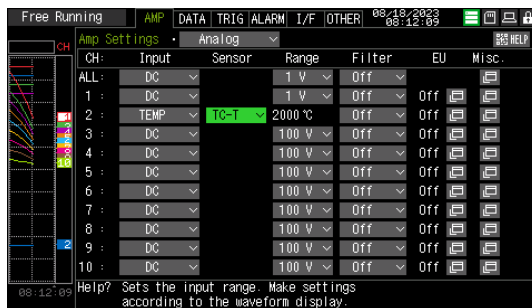 Free Running AMP DATA TRIG ALARM I/F OTHER 08/18/2023 08:12:09
CH Amp Settings · Analog HELP
CH: Input Sensor Range Filter EU Misc.
ALL: DC 1 V Off
1 : DC 1 V Off Off
2 : TEMP TC-T 2000 ℃ Off Off
3 : DC 100 V Off Off
4 : DC 100 V Off Off
5 : DC 100 V Off Off
6 : DC 100 V Off Off
7 : DC 100 V Off Off
8 : DC 100 V Off Off
2 9 : DC 100 V Off Off
10 : DC 100 V Off Off
08:12:09 Help? Sets the input range. Make settings
according to the waveform display.